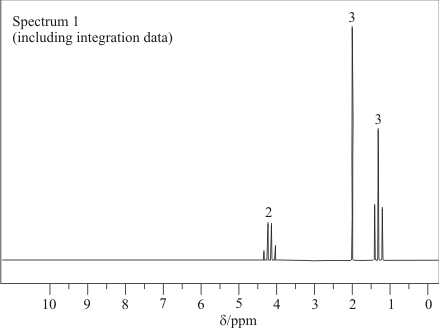 Spectrum 1
(including integration data)
3
3
2
10 9 8 7 6 5 4 3 2 1 0
δ/ppm